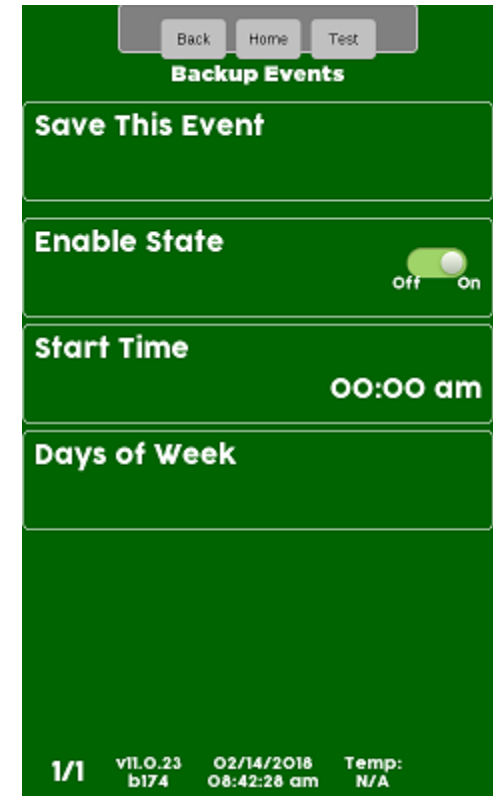 Back Home Test
Backup Events
Save This Event
Enable State
Off On
Start Time
00:00 am
Days of Week
1/1 v11.0.23 02/14/2018 Temp:
b174 08:42:28 am N/A